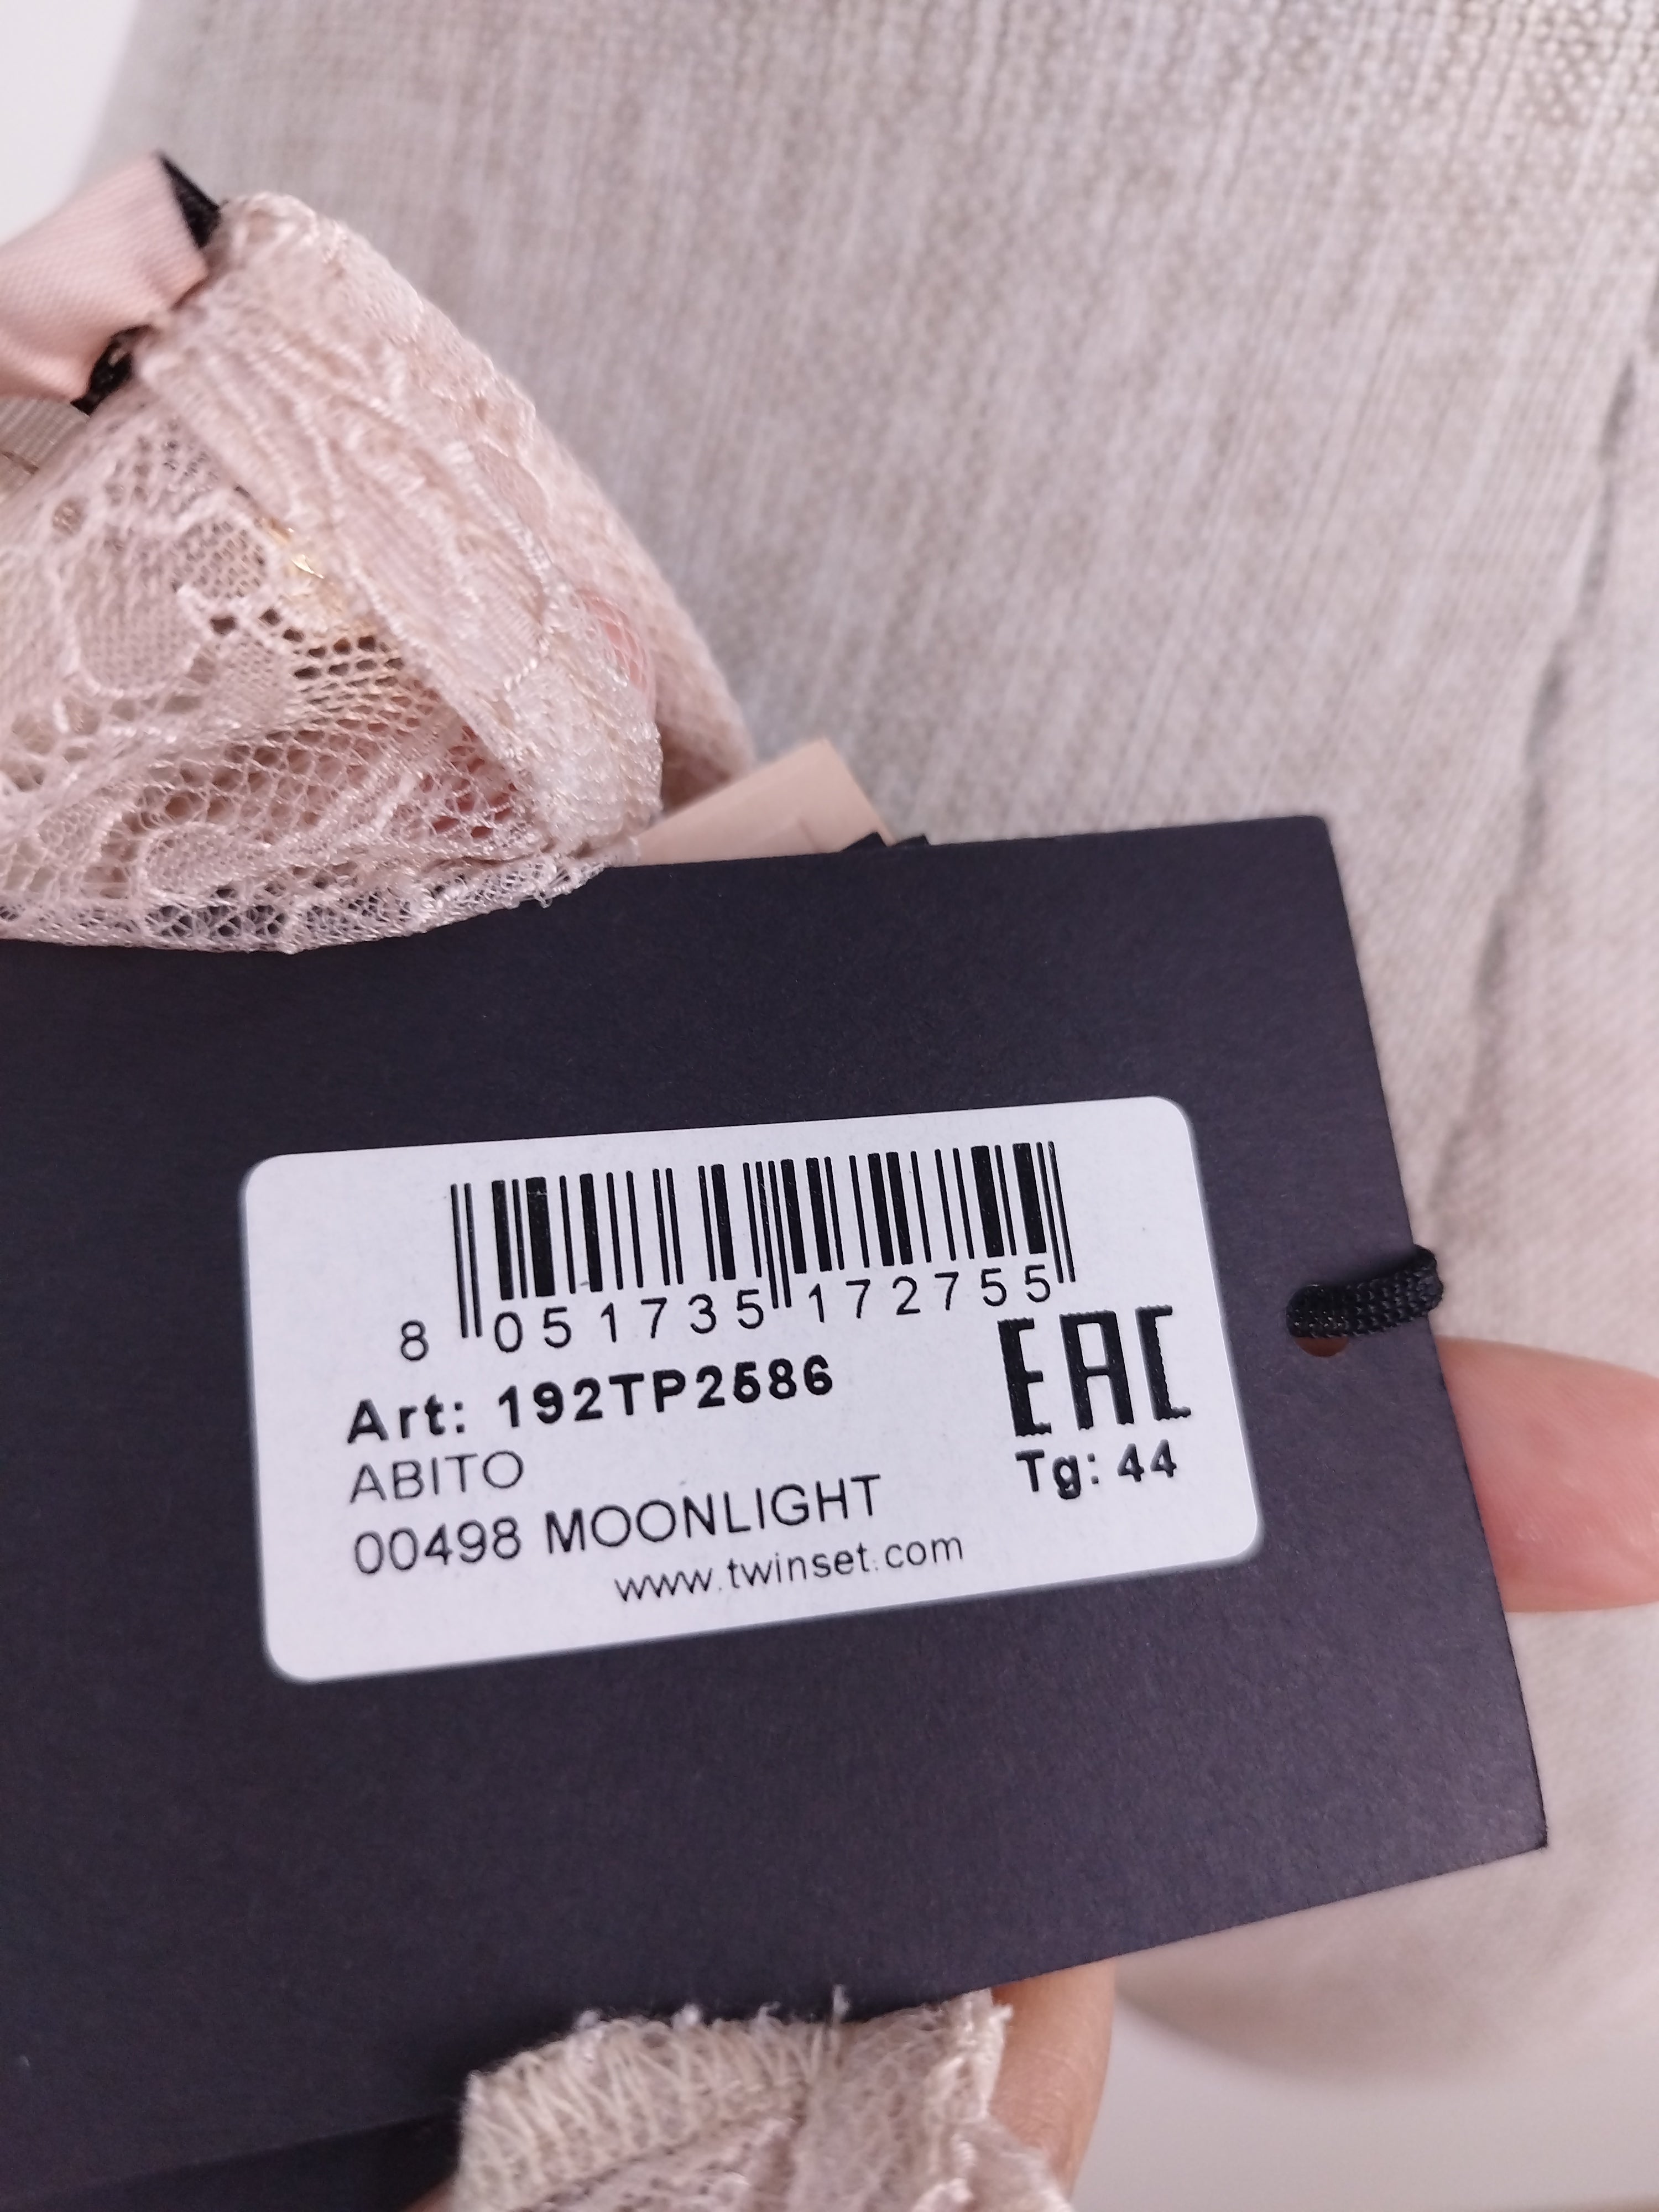 8 051735 172755
Art: 192TP2586
EAC
ABITO
Tg: 44
00498 MOONLIGHT
www.twinset.com